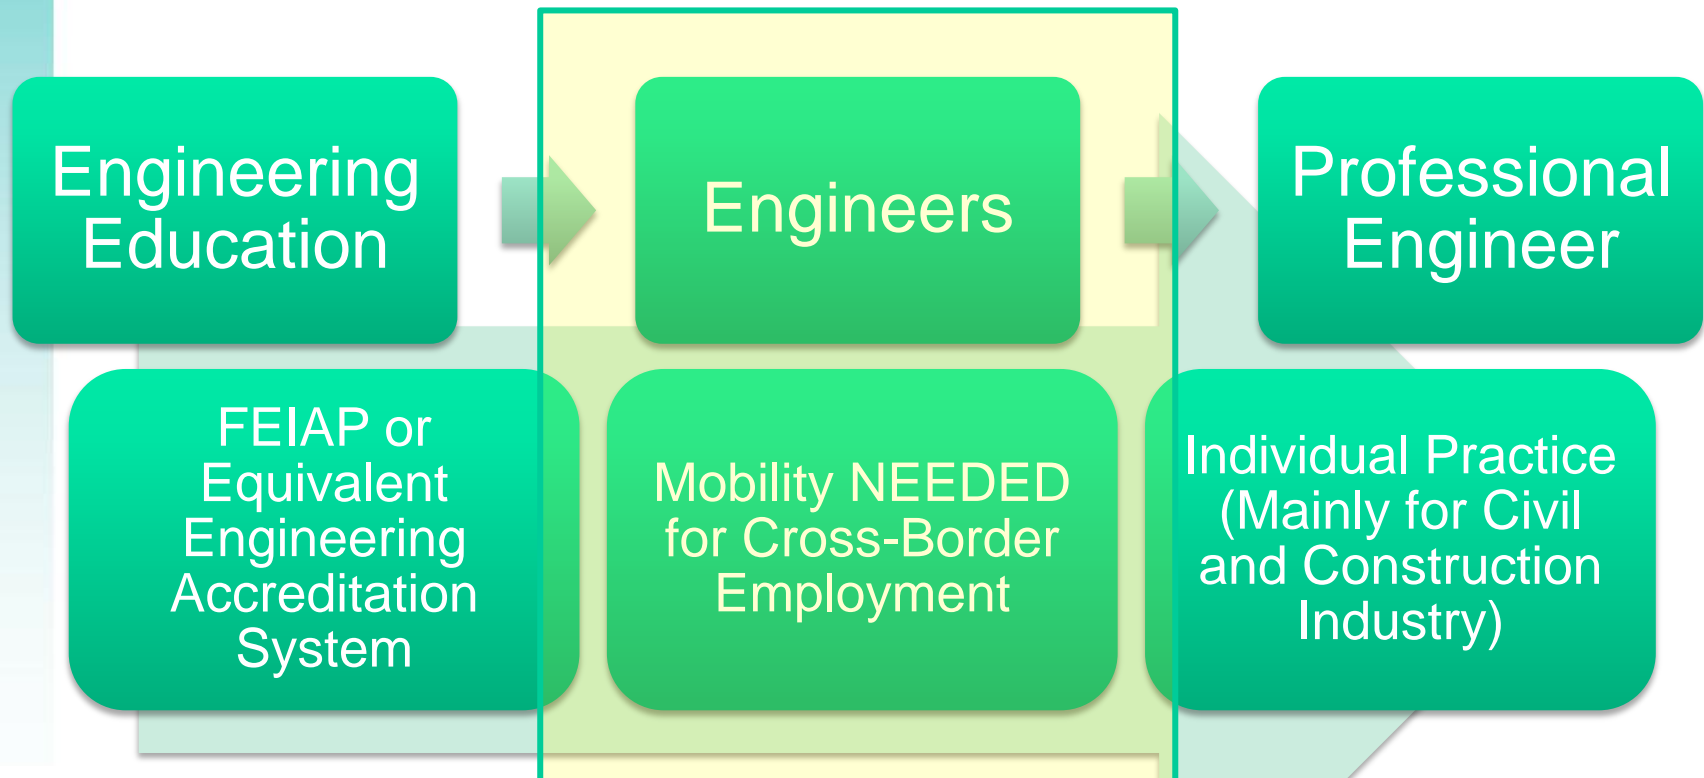 Engineering
Education
Engineers
Professional
Engineer
FEIAP or
Equivalent
Engineering
Accreditation
System
Mobility NEEDED
for Cross-Border
Employment
Individual Practice
(Mainly for Civil
and Construction
Industry)